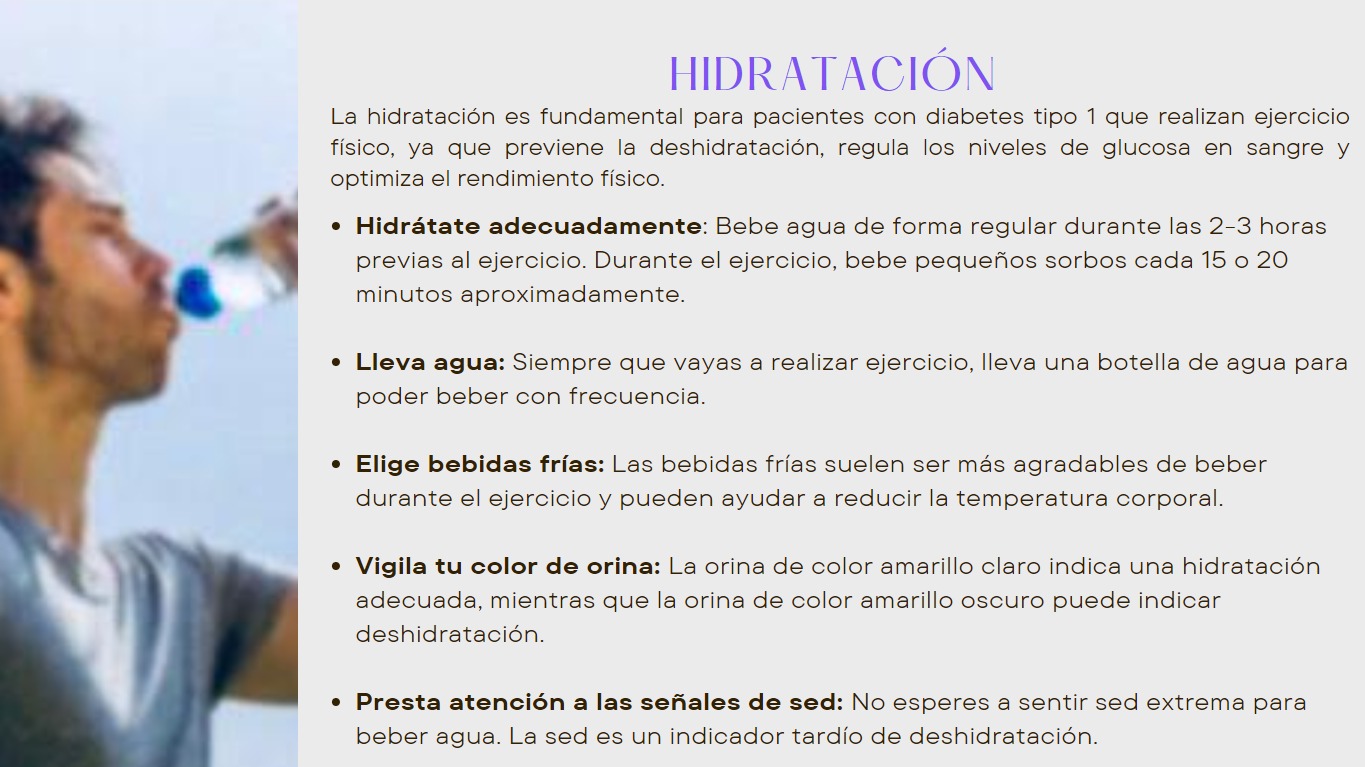 HIDRATACIÓN
La hidratación es fundamental para pacientes con diabetes tipo 1 que realizan ejercicio
físico, ya que previene la deshidratación, regula los niveles de glucosa en sangre y
optimiza el rendimiento físico.
• Hidrátate adecuadamente: Bebe agua de forma regular durante las 2-3 horas
previas al ejercicio. Durante el ejercicio, bebe pequeños sorbos cada 15 o 20
minutos aproximadamente.
• Lleva agua: Siempre que vayas a realizar ejercicio, lleva una botella de agua para
poder beber con frecuencia.
• Elige bebidas frías: Las bebidas frías suelen ser más agradables de beber
durante el ejercicio y pueden ayudar a reducir la temperatura corporal.
• Vigila tu color de orina: La orina de color amarillo claro indica una hidratación
adecuada, mientras que la orina de color amarillo oscuro puede indicar
deshidratación.
• Presta atención a las señales de sed: No esperes a sentir sed extrema para
beber agua. La sed es un indicador tardío de deshidratación.